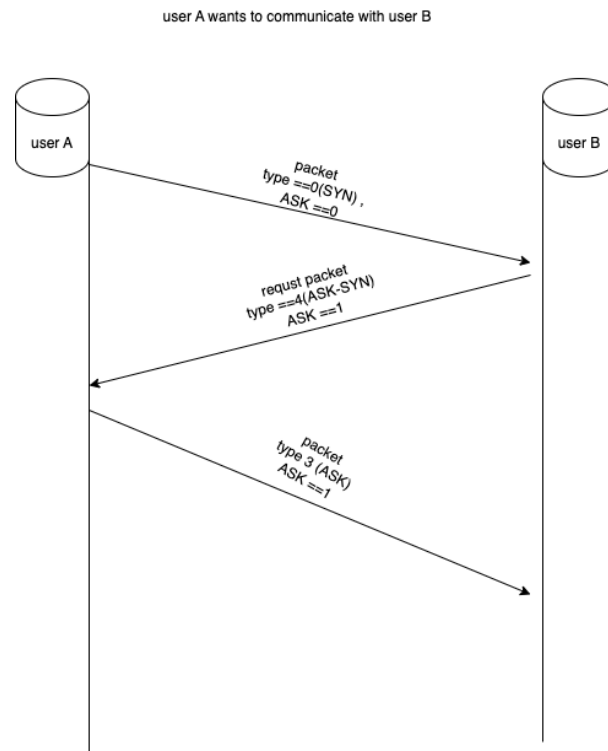 user A wants to communicate with user B
user A
user B
packet
type ==0(SYN) ,
ASK ==0
requst packet
type ==4(ASK-SYN)
ASK ==1
packet
type 3 (ASK)
ASK ==1